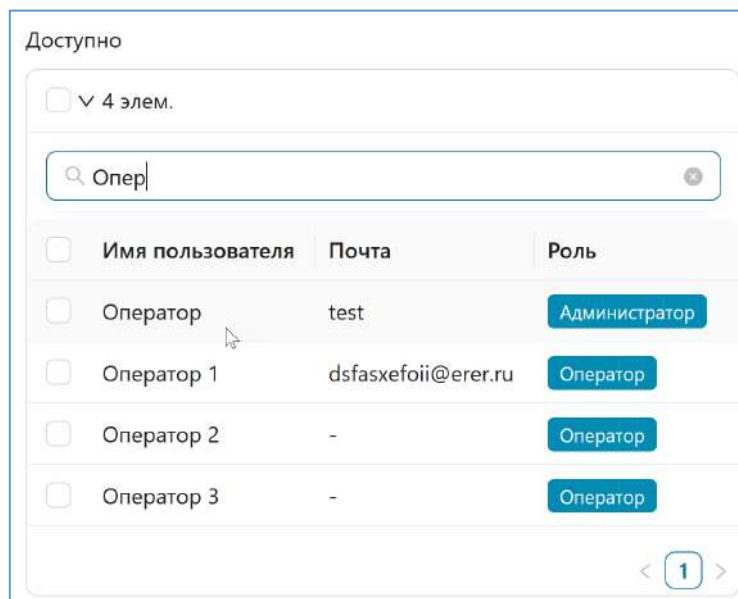 Доступно
4 элем.
Опер
Имя пользователя Почта Роль
Оператор test Администратор
Оператор 1 dsfasxefoii@erer.ru Оператор
Оператор 2 - Оператор
Оператор 3 - Оператор
< 1 >